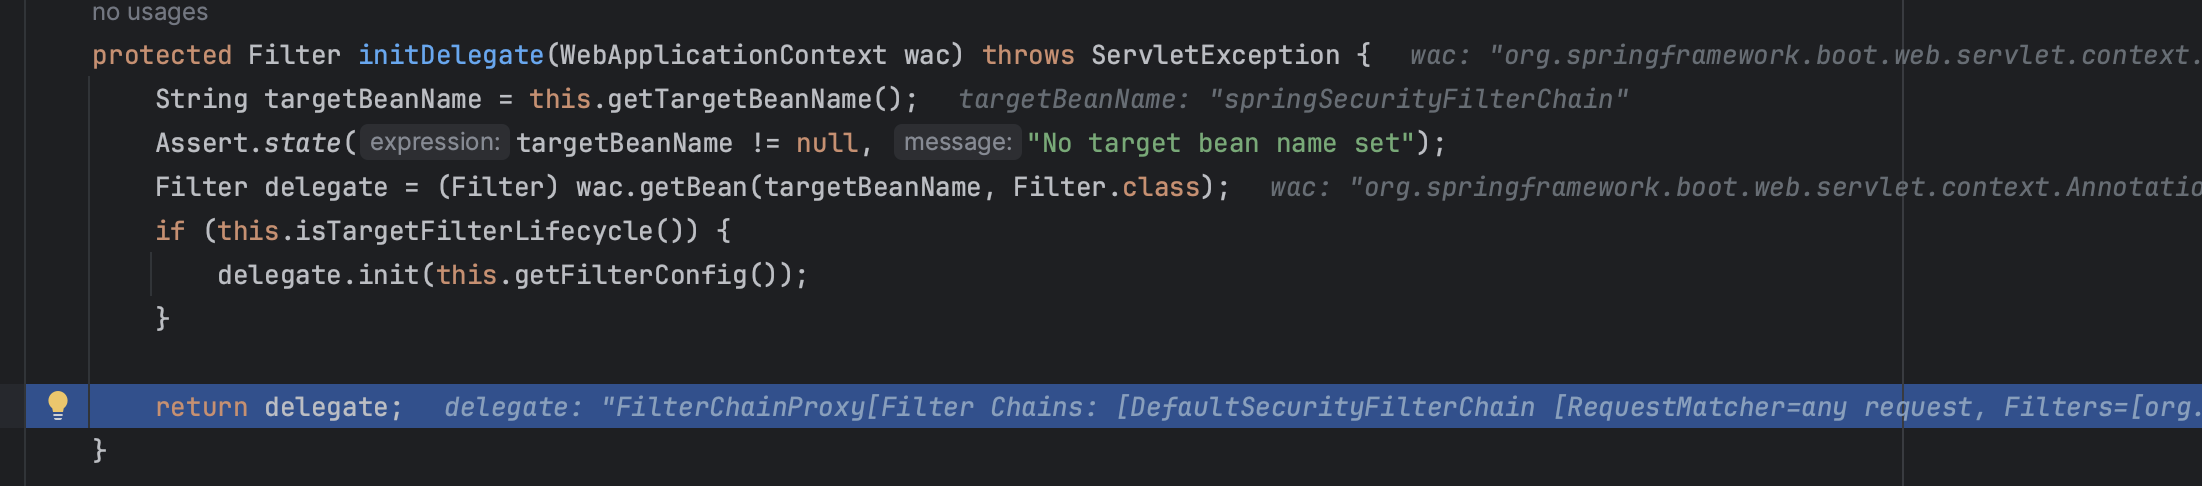 no usages
protected Filter initDelegate(WebApplicationContext wac) throws ServletException {   wac: "org.springframework.boot.web.servlet.context.
String targetBeanName = this.getTargetBeanName();   targetBeanName: "springSecurityFilterChain"
Assert.state( expression: targetBeanName != null,  message: "No target bean name set");
Filter delegate = (Filter) wac.getBean(targetBeanName, Filter.class);   wac: "org.springframework.boot.web.servlet.context.Annotatio
if (this.isTargetFilterLifecycle()) {
delegate.init(this.getFilterConfig());
}
return delegate;   delegate: "FilterChainProxy[Filter Chains: [DefaultSecurityFilterChain [RequestMatcher=any request, Filters=[org.
}